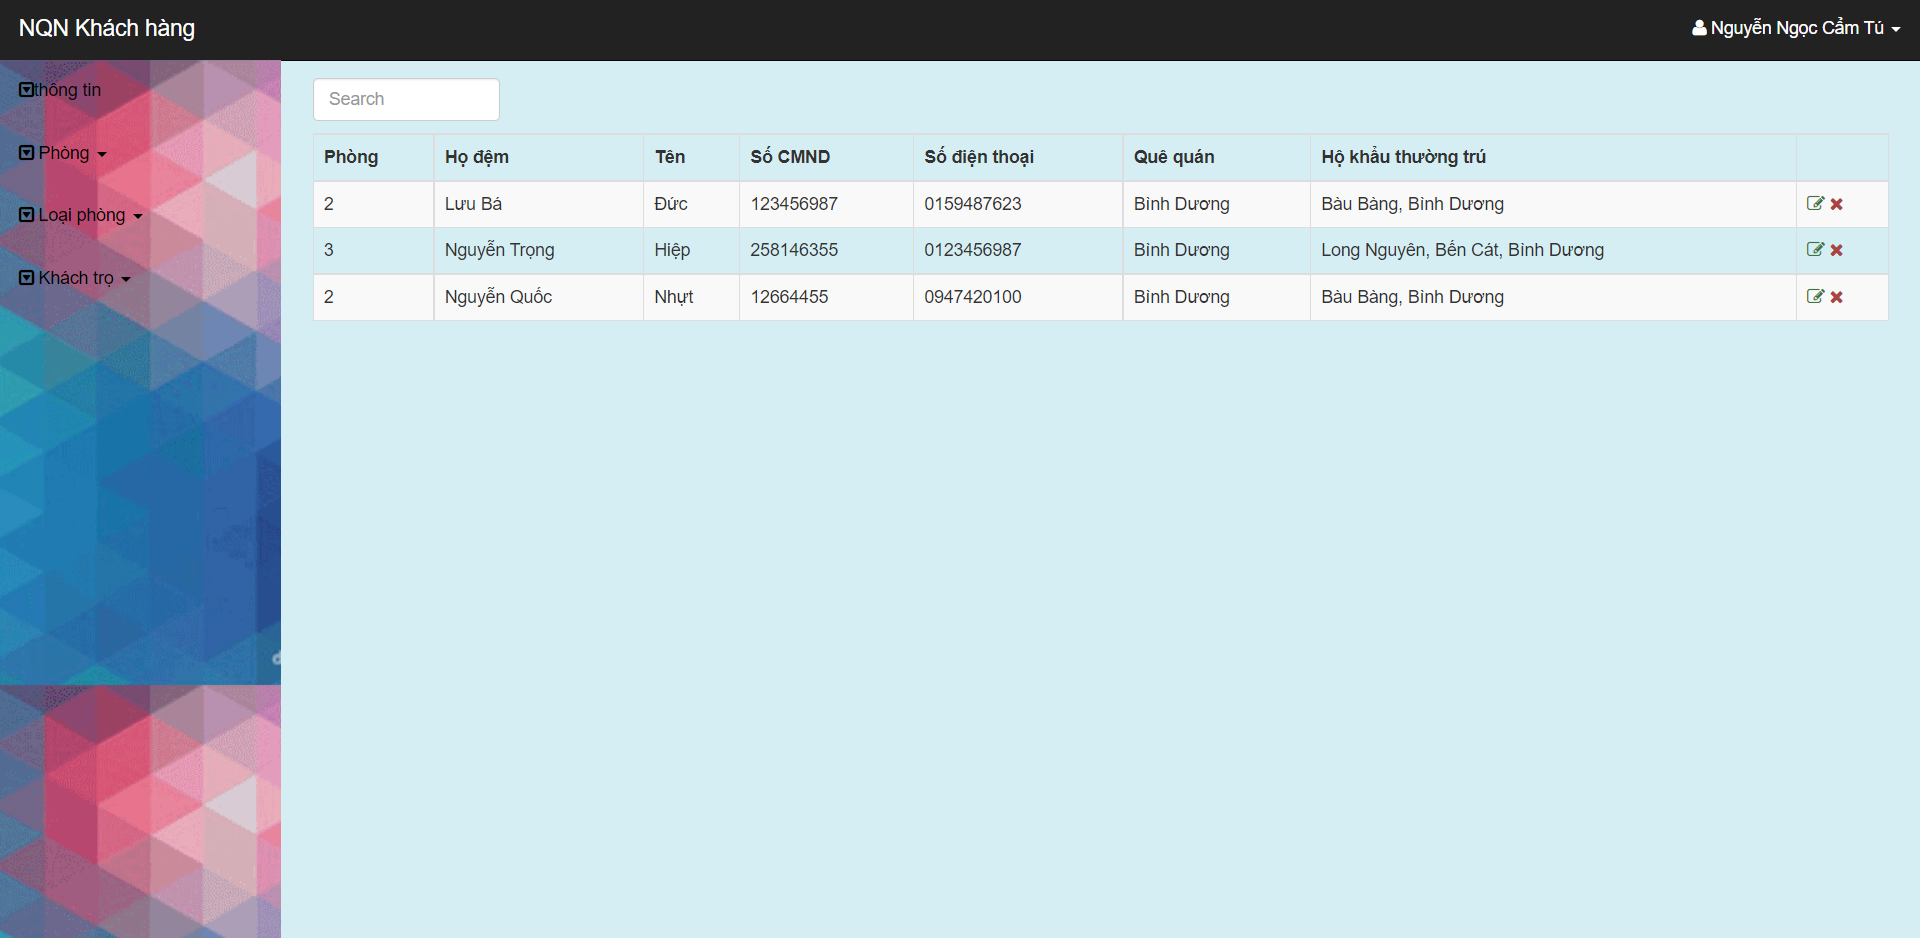 NQN Khách hàng
Nguyễn Ngọc Cẩm Tú
thông tin
Phòng
Loại phòng
Khách trọ
Search
Phòng Họ đệm Tên Số CMND Số điện thoại Quê quán Hộ khẩu thường trú
2 Lưu Bá Đức 123456987 0159487623 Bình Dương Bàu Bàng, Bình Dương
3 Nguyễn Trọng Hiệp 258146355 0123456987 Bình Dương Long Nguyên, Bến Cát, Bình Dương
2 Nguyễn Quốc Nhựt 12664455 0947420100 Bình Dương Bàu Bàng, Bình Dương